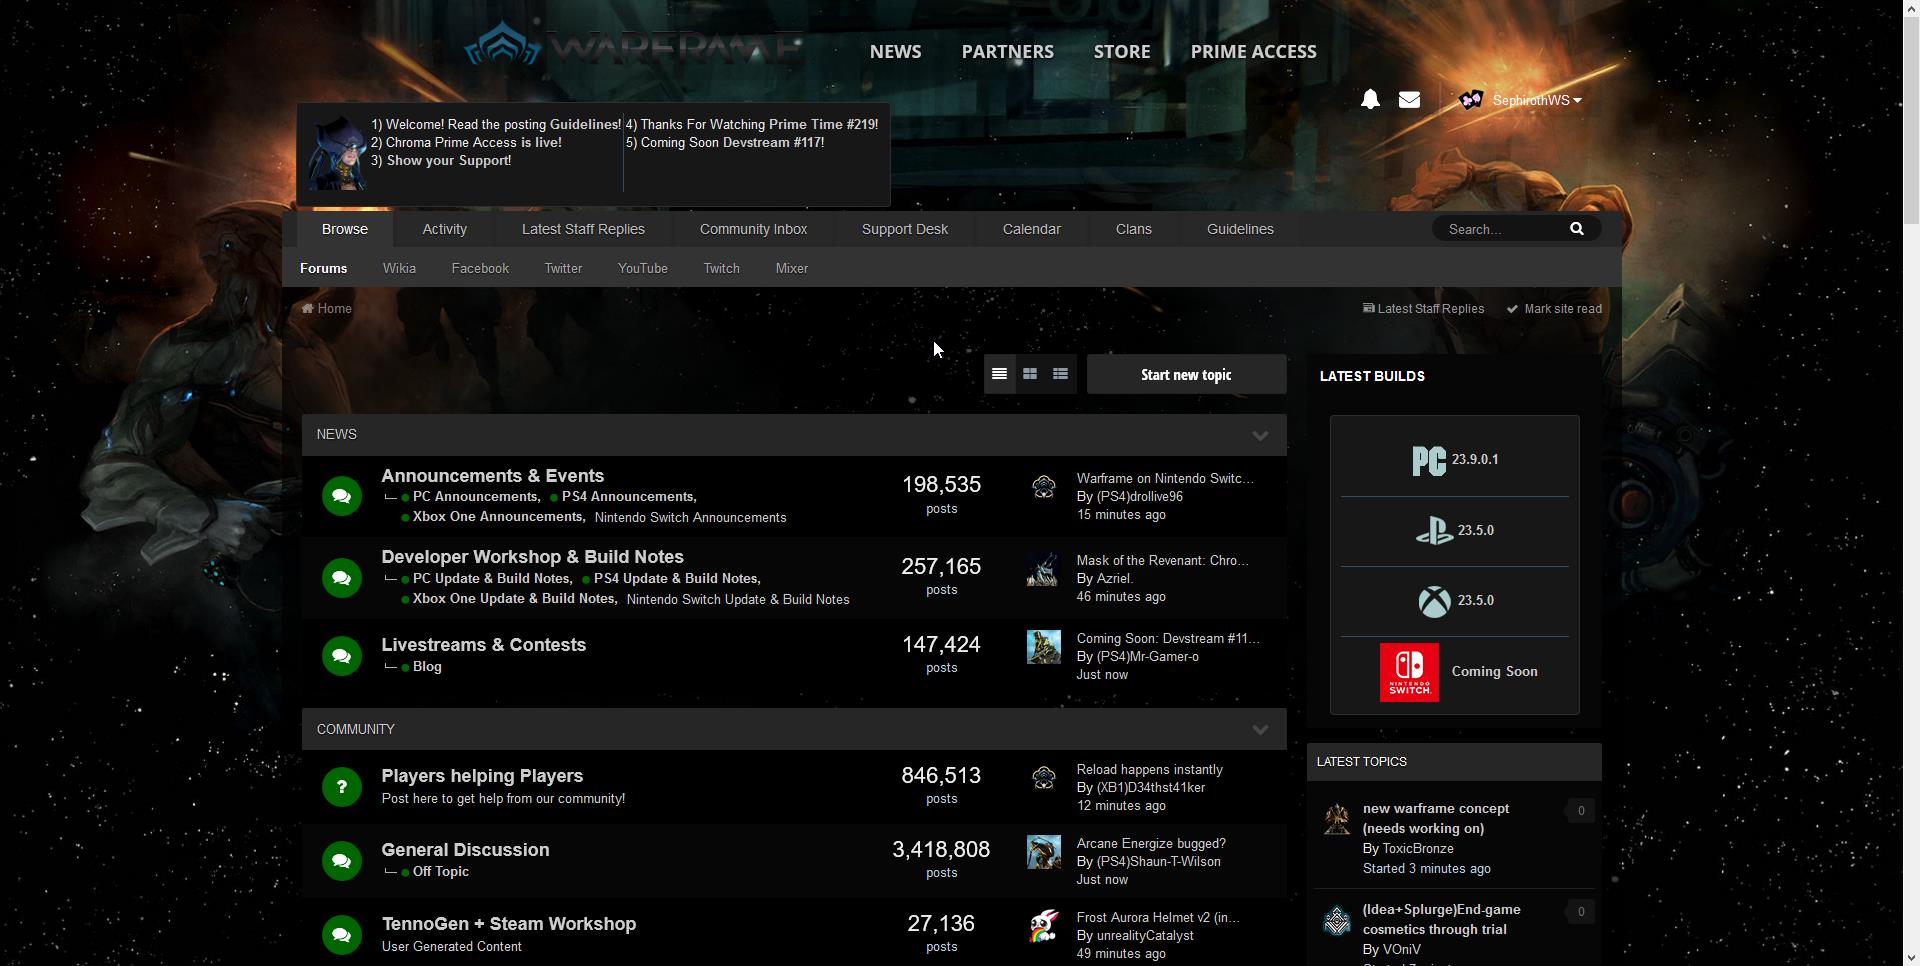 WARFRAME
NEWS PARTNERS STORE PRIME ACCESS
SephirothWS
1) Welcome! Read the posting Guidelines!
2) Chroma Prime Access is live!
3) Show your Support!
4) Thanks For Watching Prime Time #219!
5) Coming Soon Devstream #117!
Browse Activity Latest Staff Replies Community Inbox Support Desk Calendar Clans Guidelines Search...
Forums Wikia Facebook Twitter YouTube Twitch Mixer
Home Latest Staff Replies Mark site read
Start new topic
NEWS
Announcements & Events
PC Announcements, PS4 Announcements,
Xbox One Announcements, Nintendo Switch Announcements
198,535
posts
Warframe on Nintendo Switc...
By (PS4)drollive96
15 minutes ago
Developer Workshop & Build Notes
PC Update & Build Notes, PS4 Update & Build Notes,
Xbox One Update & Build Notes, Nintendo Switch Update & Build Notes
257,165
posts
Mask of the Revenant: Chro...
By Azriel.
46 minutes ago
Livestreams & Contests
Blog
147,424
posts
Coming Soon: Devstream #11...
By (PS4)Mr-Gamer-o
Just now
COMMUNITY
Players helping Players
Post here to get help from our community!
846,513
posts
Reload happens instantly
By (XB1)D34thst41ker
12 minutes ago
General Discussion
Off Topic
3,418,808
posts
Arcane Energize bugged?
By (PS4)Shaun-T-Wilson
Just now
TennoGen + Steam Workshop
User Generated Content
27,136
posts
Frost Aurora Helmet v2 (in...
By unrealityCatalyst
49 minutes ago
LATEST BUILDS
PC 23.9.0.1
23.5.0
23.5.0
NINTENDO
SWITCH.
Coming Soon
LATEST TOPICS
new warframe concept
(needs working on)
By ToxicBronze
Started 3 minutes ago
0
(Idea+Splurge)End-game
cosmetics through trial
By VOniV
0